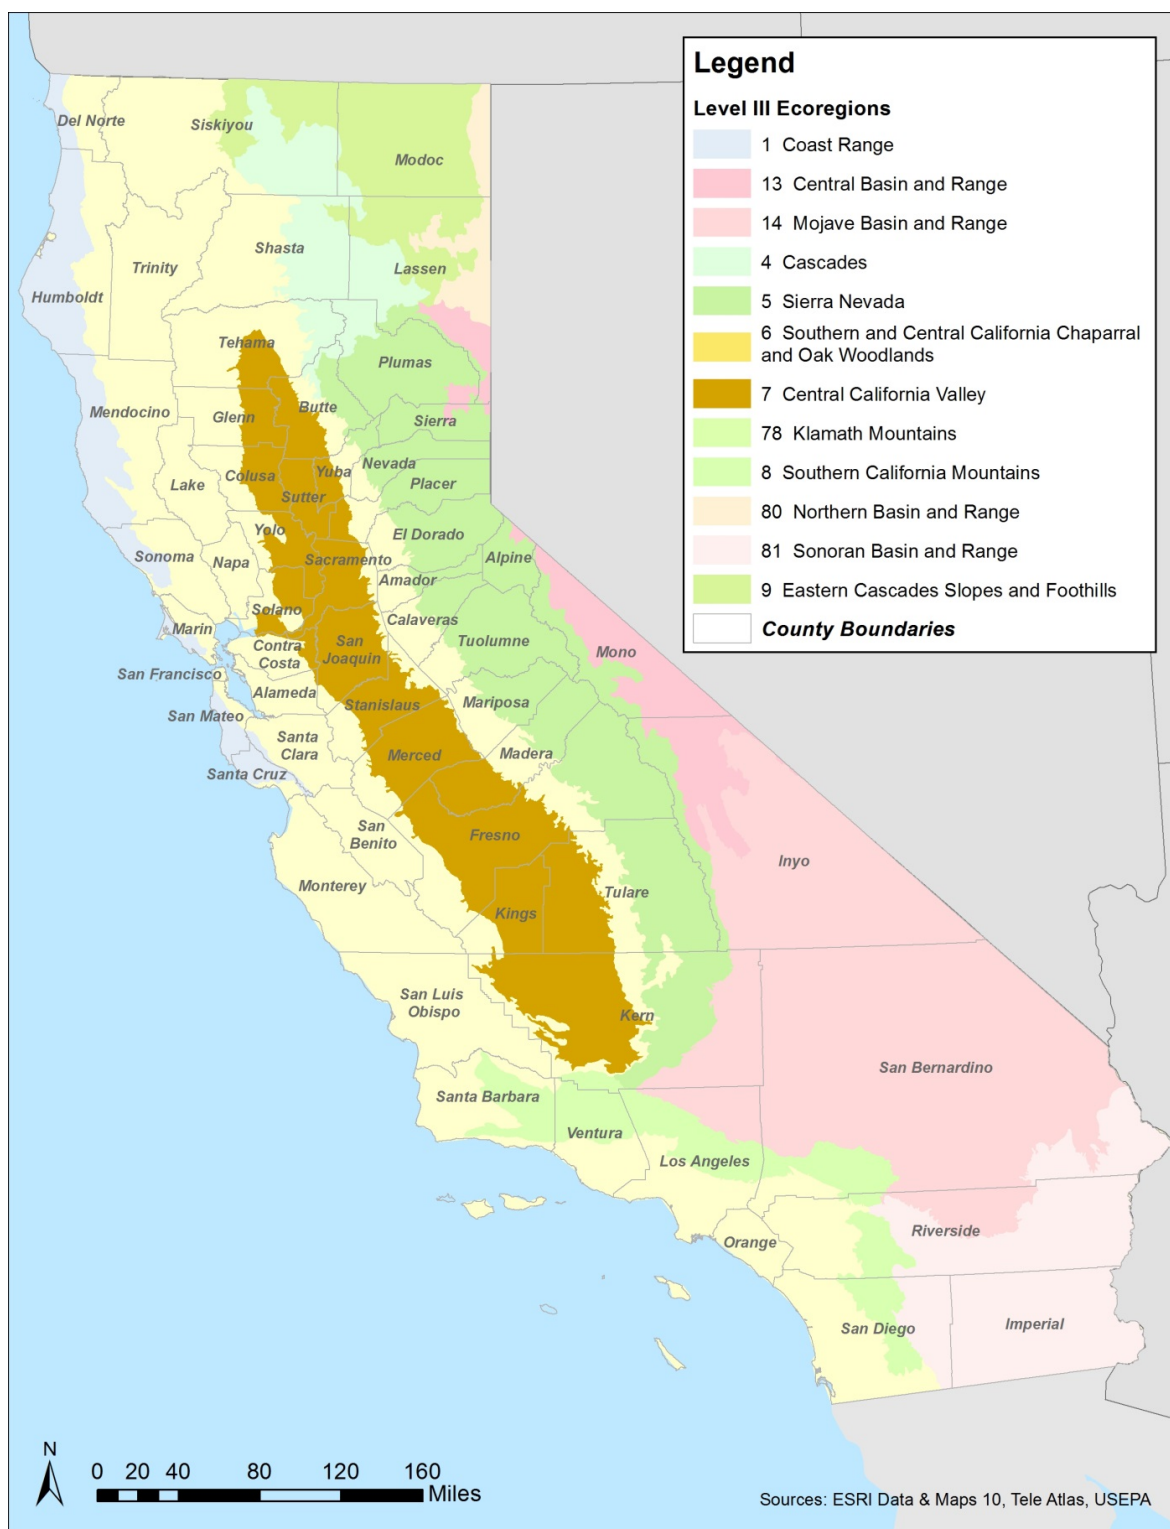 Legend
Level III Ecoregions
1 Coast Range
13 Central Basin and Range
14 Mojave Basin and Range
4 Cascades
5 Sierra Nevada
6 Southern and Central California Chaparral
and Oak Woodlands
7 Central California Valley
78 Klamath Mountains
8 Southern California Mountains
80 Northern Basin and Range
81 Sonoran Basin and Range
9 Eastern Cascades Slopes and Foothills
County Boundaries
Del Norte
Siskiyou
Modoc
Shasta
Trinity
Lassen
Humboldt
Tehama
Plumas
Mendocino
Glenn
Butte
Sierra
Nevada
Yuba
Colusa
Lake
Placer
Sutter
Yolo
El Dorado
Sonoma
Napa
Sacramento
Alpine
Amador
Solano
Calaveras
Marin
Contra
Costa
San
Joaquin
Tuolumne
Mono
San Francisco
Alameda
Stanislaus
Mariposa
San Mateo
Santa
Clara
Merced
Madera
Santa Cruz
San
Benito
Fresno
Inyo
Monterey
Tulare
Kings
San Luis
Obispo
Kern
San Bernardino
Santa Barbara
Ventura
Los Angeles
Orange
Riverside
San Diego
Imperial
N
0 20 40 80 120 160
Miles
Sources: ESRI Data & Maps 10, Tele Atlas, USEPA